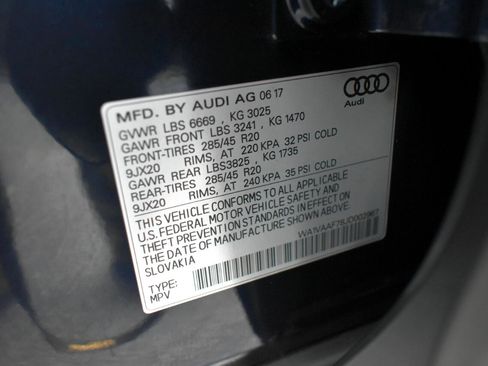 MFD. BY AUDI AG 06 17
Audi
GVWR LBS 6669 , KG 3025
GAWR FRONT LBS 3241 , KG 1470
FRONT-TIRES 285/45 R20
9JX20 RIMS, AT 220 KPA 32 PSI COLD
GAWR REAR LBS3825 , KG 1735
REAR-TIRES 285/45 R20
9JX20 RIMS, AT 240 KPA 35 PSI COLD
THIS VEHICLE CONFORMS TO ALL APPLICABLE
U.S. FEDERAL MOTOR VEHICLE SAFETY AND
THEFT PREVENTION STANDARDS IN EFFECT ON
THE DATE OF MANUFACTURE SHOWN ABOVE.
SLOVAKIA
WA1VAAF78JD002967
TYPE:
MPV